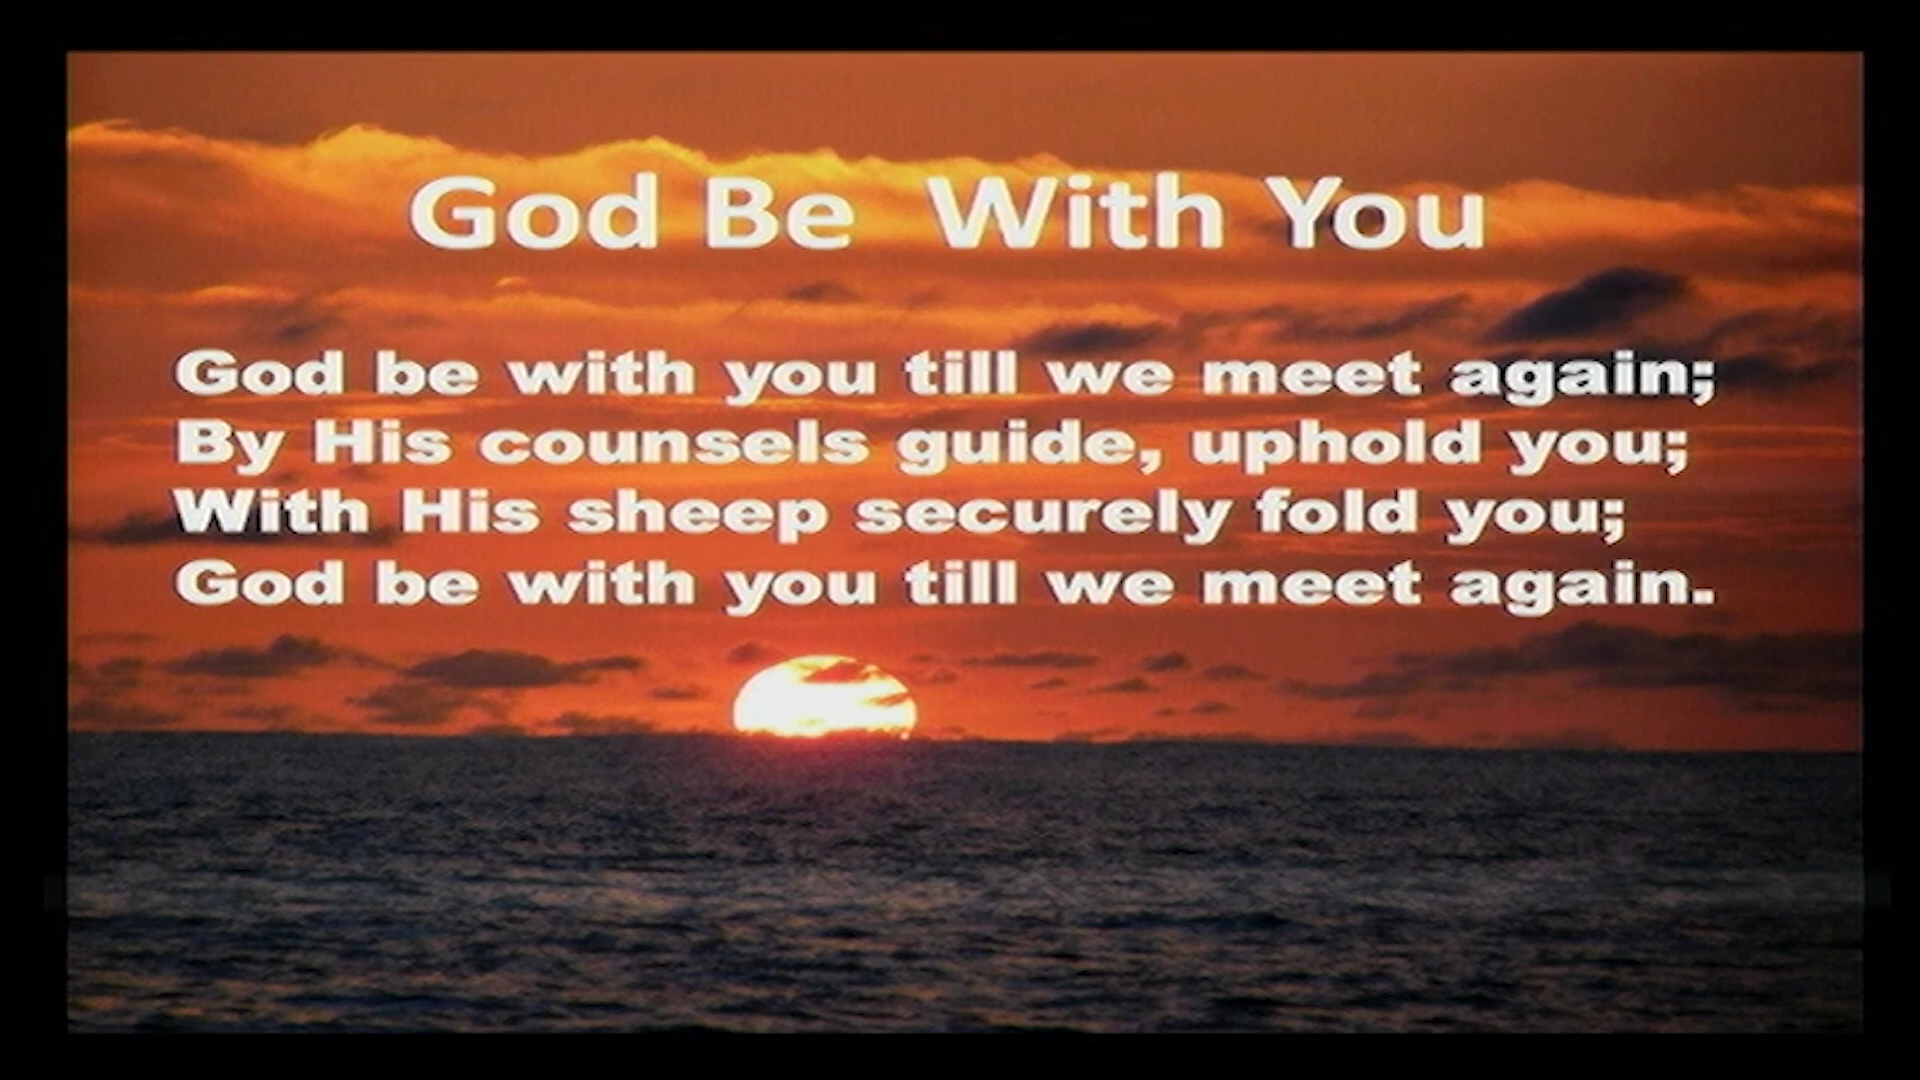 God Be With You
God be with you till we meet again;
By His counsels guide, uphold you;
With His sheep securely fold you;
God be with you till we meet again.